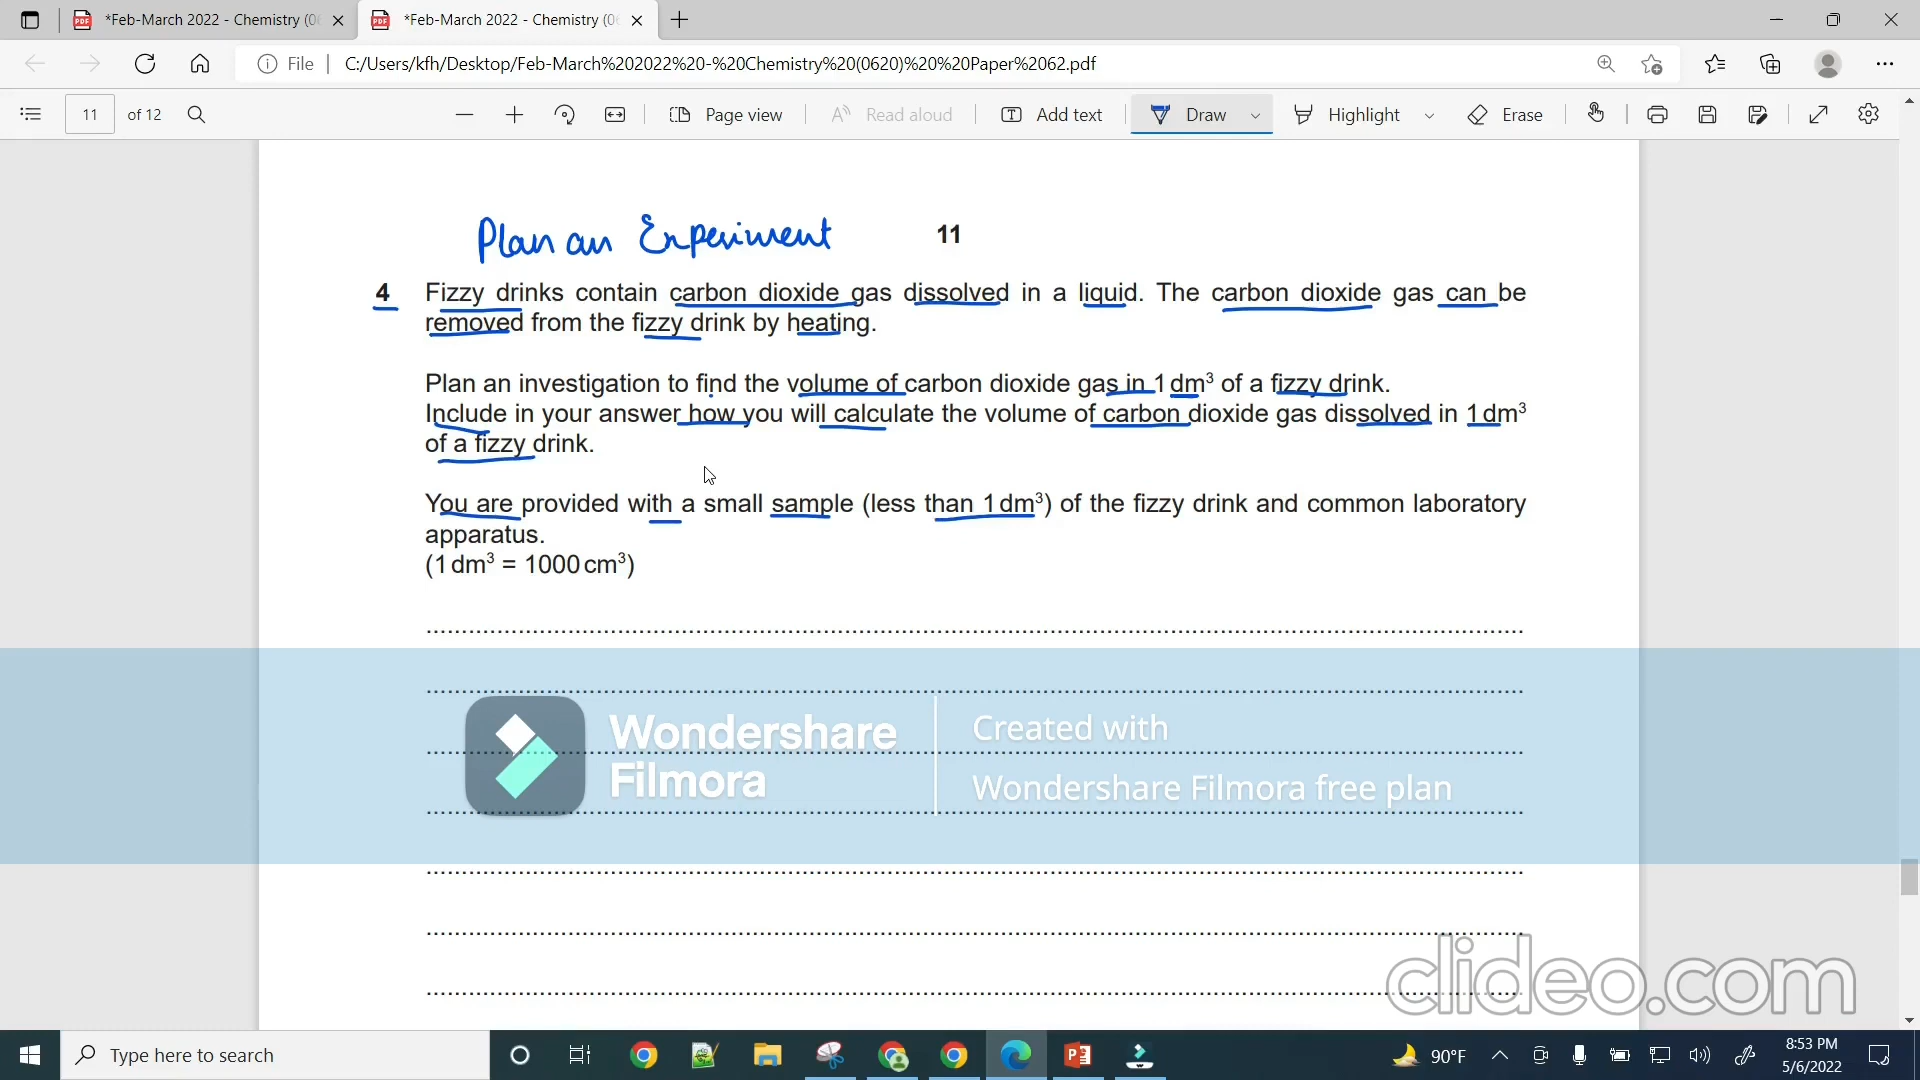 *Feb-March 2022 - Chemistry (06
*Feb-March 2022 - Chemistry (06
File
C:/Users/kfh/Desktop/Feb-March%202022%20-%20Chemistry%20(0620)%20%20Paper%2062.pdf
11 of 12
Page view
Read aloud
Add text
Draw
Highlight
Erase
Plan an Experiment
11
4 Fizzy drinks contain carbon dioxide gas dissolved in a liquid. The carbon dioxide gas can be
removed from the fizzy drink by heating.
Plan an investigation to find the volume of carbon dioxide gas in 1 dm³ of a fizzy drink.
Include in your answer how you will calculate the volume of carbon dioxide gas dissolved in 1 dm³
of a fizzy drink.
You are provided with a small sample (less than 1 dm³) of the fizzy drink and common laboratory
apparatus.
(1 dm³ = 1000 cm³)
Wondershare
Filmora
Created with
Wondershare Filmora free plan
clideo.com
Type here to search
90°F
8:53 PM
5/6/2022